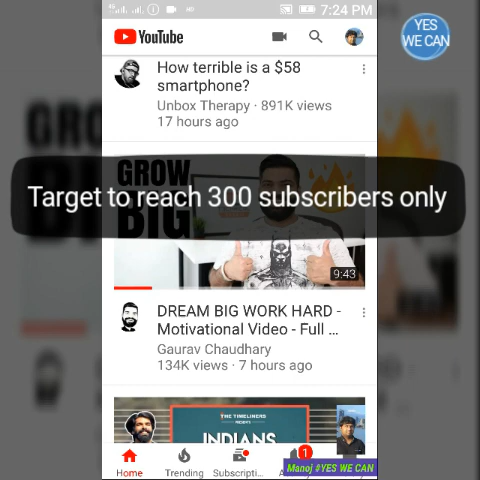 7:24 PM
YES
WE CAN
YouTube
How terrible is a $58
smartphone?
Unbox Therapy · 891K views
17 hours ago
GROW
BIG
Target to reach 300 subscribers only
9:43
DREAM BIG WORK HARD -
Motivational Video - Full ...
Gaurav Chaudhary
134K views · 7 hours ago
THE TIMELINERS
PRESENTS
INDIANS
1
Home
Trending
Subscripti...
Manoj #YES WE CAN